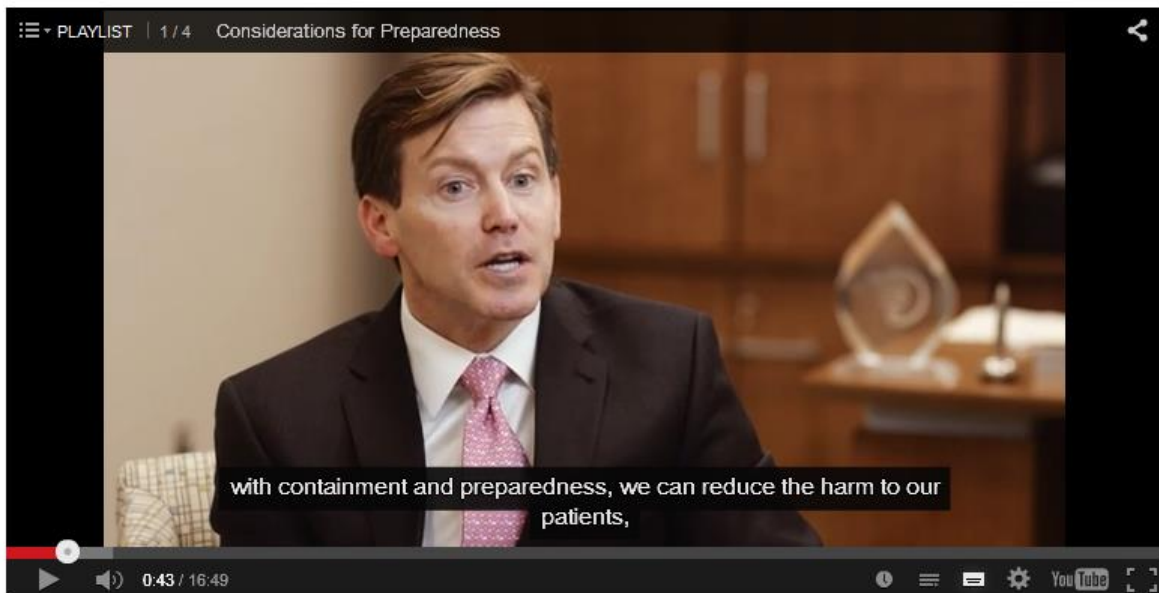 PLAYLIST 1 / 4 Considerations for Preparedness
with containment and preparedness, we can reduce the harm to our
patients,
0:43 / 16:49 YouTube